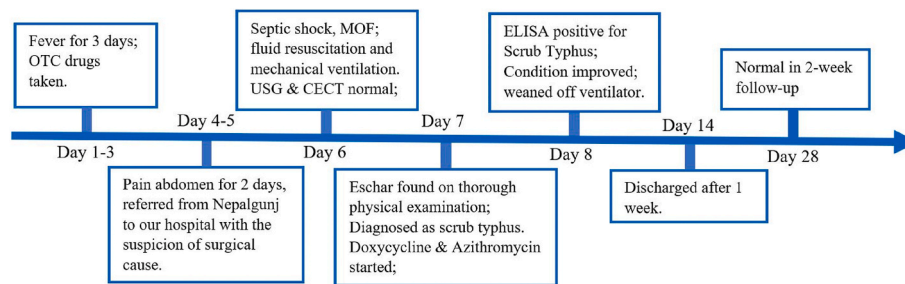 Fever for 3 days;
OTC drugs
taken.
Septic shock, MOF;
fluid resuscitation and
mechanical ventilation.
USG & CECT normal;
ELISA positive for
Scrub Typhus;
Condition improved;
weaned off ventilator.
Normal in 2-week
follow-up
Day 4-5
Day 7
Day 14
Day 1-3
Day 6
Day 8
Day 28
Pain abdomen for 2 days,
referred from Nepalgunj
to our hospital with the
suspicion of surgical
cause.
Eschar found on thorough
physical examination;
Diagnosed as scrub typhus.
Doxycycline & Azithromycin
started;
Discharged after 1
week.